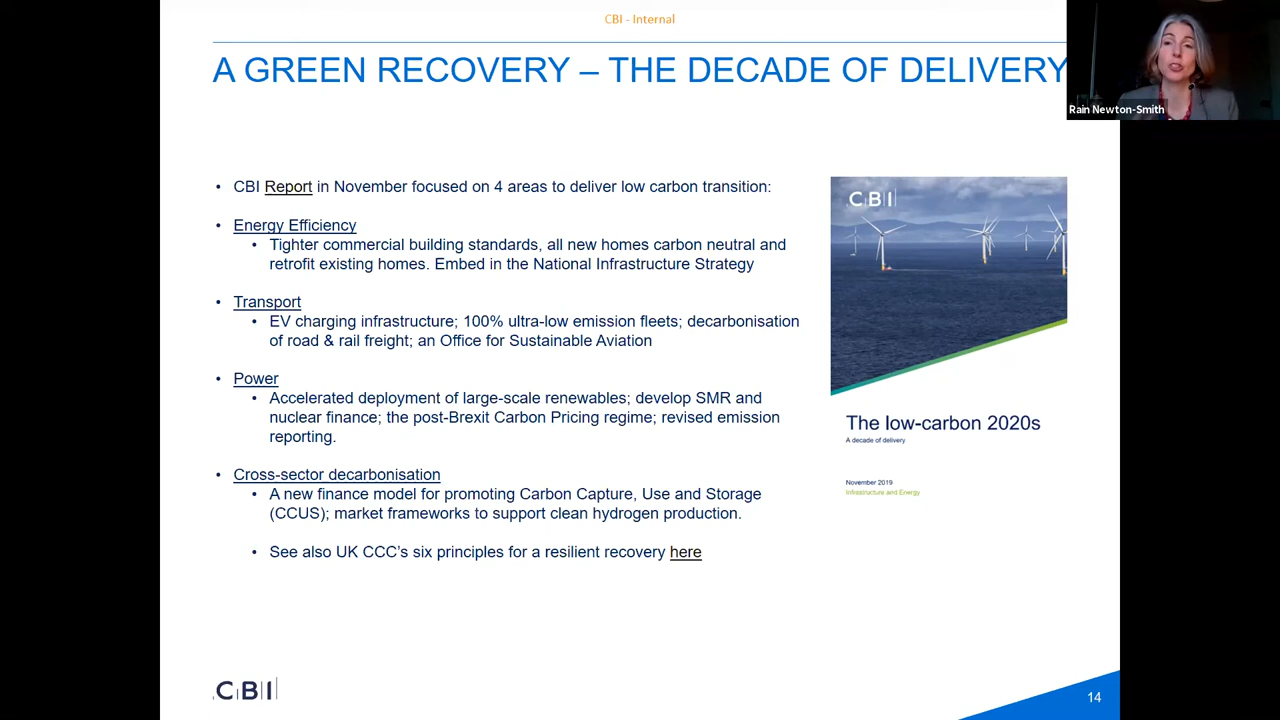 CBI - Internal
A GREEN RECOVERY – THE DECADE OF DELIVERY
Rain Newton-Smith
• CBI Report in November focused on 4 areas to deliver low carbon transition:
• Energy Efficiency
• Tighter commercial building standards, all new homes carbon neutral and
retrofit existing homes. Embed in the National Infrastructure Strategy
• Transport
• EV charging infrastructure; 100% ultra-low emission fleets; decarbonisation
of road & rail freight; an Office for Sustainable Aviation
• Power
• Accelerated deployment of large-scale renewables; develop SMR and
nuclear finance; the post-Brexit Carbon Pricing regime; revised emission
reporting.
• Cross-sector decarbonisation
• A new finance model for promoting Carbon Capture, Use and Storage
(CCUS); market frameworks to support clean hydrogen production.
• See also UK CCC's six principles for a resilient recovery here
CBI
The low-carbon 2020s
A decade of delivery
November 2019
Infrastructure and Energy
CBI
14